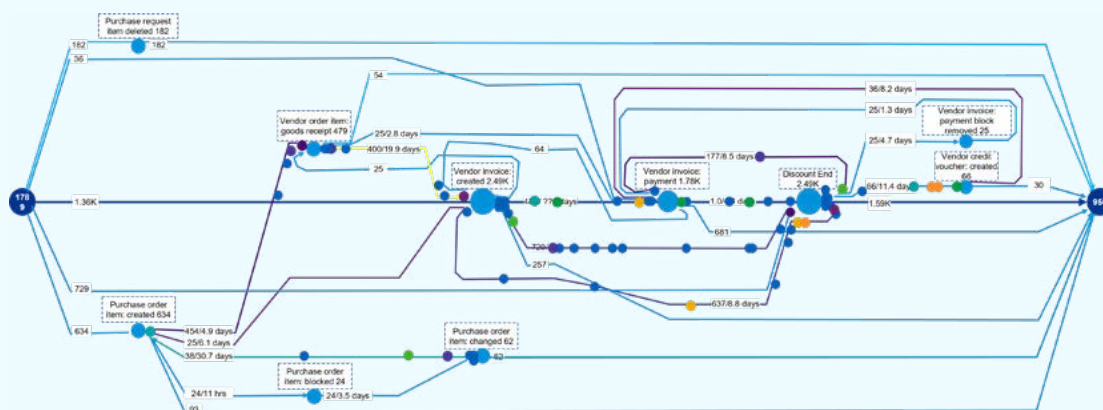 Purchase request
item deleted 182
182
182
36
54
36/8.2 days
25/1.3 days
Vendor invoice:
payment block
removed 25
Vendor order item:
goods receipt 479
25/2.8 days
25/4.7 days
400/19.9 days
64
177/8.5 days
Vendor credit
voucher: created
66
25
Vendor invoice:
created 2.49K
Vendor invoice:
payment 1.78K
Discount End
2.49K
66/11.4 day
30
178
9
1.36K
days
1.0/
1.59K
95
681
729
257
729
637/8.8 days
Purchase order
item: created 634
634
454/4.9 days
25/6.1 days
38/30.7 days
Purchase order
item: changed 62
62
Purchase order
item: blocked 24
24/11 hrs
24/3.5 days
93